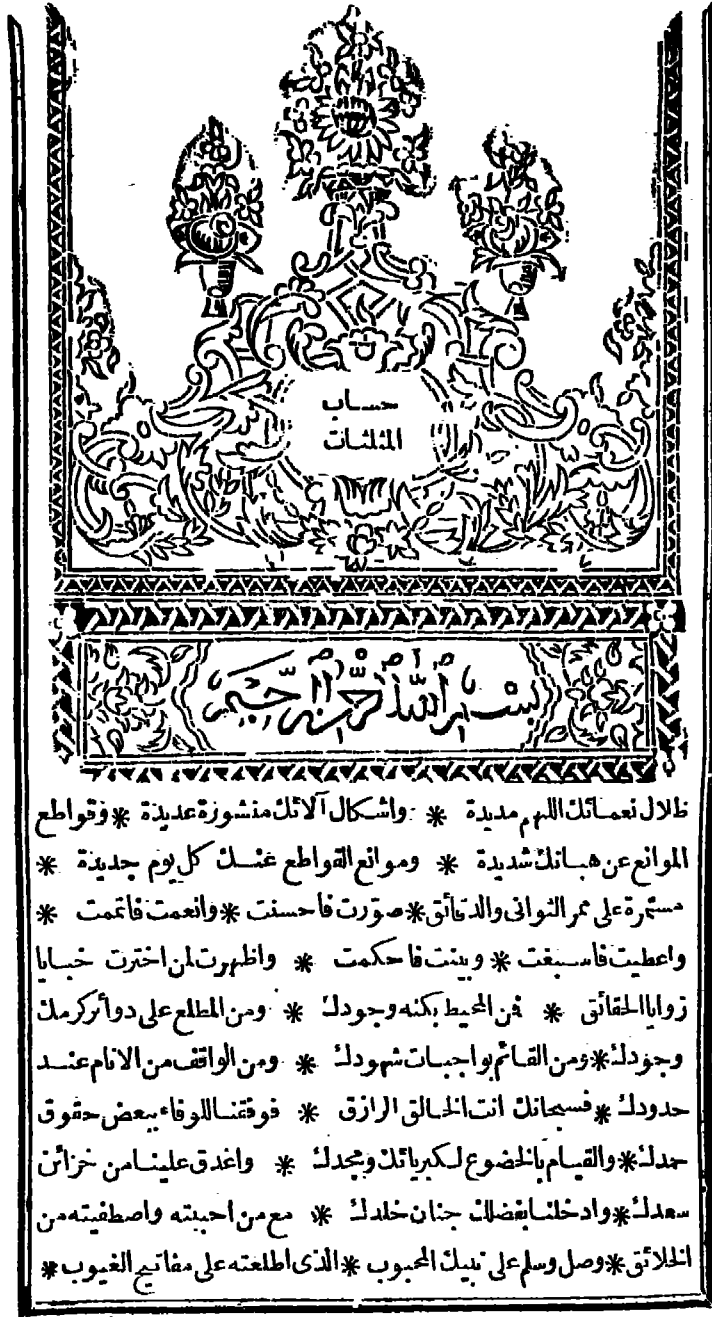 حساب
المثلثات
بسم الله الرحمن الرحيم
ظلال نعمائك اللهم مديدة * واشكال آلائك منشورة عديدة * وقواطع
الموانع عن هباتك شديدة * وموانع القواطع عنك كل يوم جديدة *
مستمرة على ممر الثوانى والدقائق * صورت فاحسنت * وانعمت فاتممت *
واعطيت فاسبغت * وبينت فاحكمت * واظهرت لمن اخترت خبايا
زوايا الحقائق * فمن المحيط بكنه وجودك * ومن المطلع على دوائر كرمك
وجودك * ومن القائم بواجبات شهودك * ومن الواقف من الانام عند
حدودك * فسبحانك انت الخالق الرازق * فوفقنا للوفاء ببعض حقوق
حمدك * والقيام بالخضوع لكبريائك ومجدك * واغدق علينا من خزائن
سعدك * وادخلنا بفضلك جنان خلدك * مع من احببته واصطفيته من
الخلائق * وصل وسلم على نبيك المحبوب * الذى اطلعته على مفاتيح الغيوب *